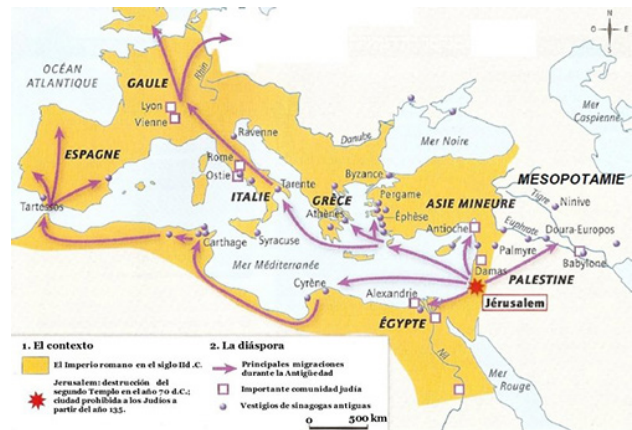 N
O
E
S
OCÉAN
ATLANTIQUE
GAULE
Rhin
Lyon
Vienne
Mer
Caspienne
Ravenne
Danube
Mer Noire
ESPAGNE
Rome
Ostie
Byzance
MESOPOTAMIE
Tarente
Pergame
ASIE MINEURE
Tigre
Ninive
Tartessos
ITALIE
GRÈCE
Athènes
Éphèse
Antioche
Euphrate
Doura-Europos
Carthage
Syracuse
Palmyre
Babylone
Mer Méditerranée
Damas
PALESTINE
Cyrène
Alexandrie
Jérusalem
ÉGYPTE
Nil
Mer
Rouge
1. El contexto
El Imperio romano en el siglo IId .C.
Jerusalem: destrucción del
segundo Templo en el año 70 d.C.;
ciudad prohibida a los Judíos a
partir del año 135.
2. La diáspora
Principales migraciones
durante la Antigüedad
Importante comunidad judía
Vestigios de sinagogas antiguas
0 500 km